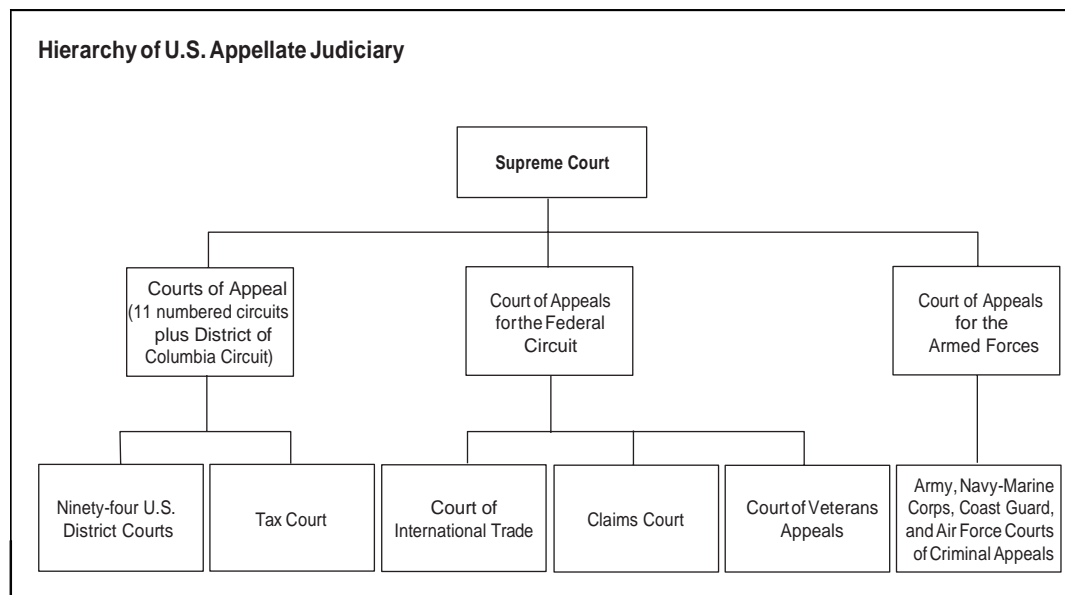 Hierarchy of U.S. Appellate Judiciary
Supreme Court
Courts of Appeal
(11 numbered circuits
plus District of
Columbia Circuit)
Court of Appeals
for the Federal
Circuit
Court of Appeals
for the
Armed Forces
Ninety-four U.S.
District Courts
Tax Court
Court of
International Trade
Claims Court
Court of Veterans
Appeals
Army, Navy-Marine
Corps, Coast Guard,
and Air Force Courts
of Criminal Appeals